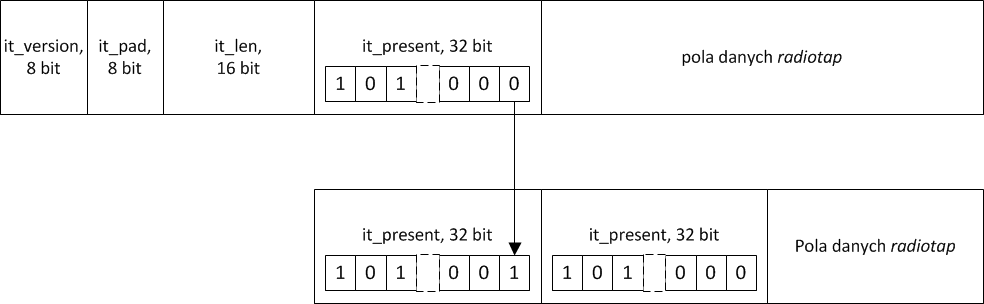 it_version,
8 bit
it_pad,
8 bit
it_len,
16 bit
it_present, 32 bit
1 0 1 0 0 0
pola danych radiotap
it_present, 32 bit
1 0 1 0 0 1
it_present, 32 bit
1 0 1 0 0 0
Pola danych radiotap